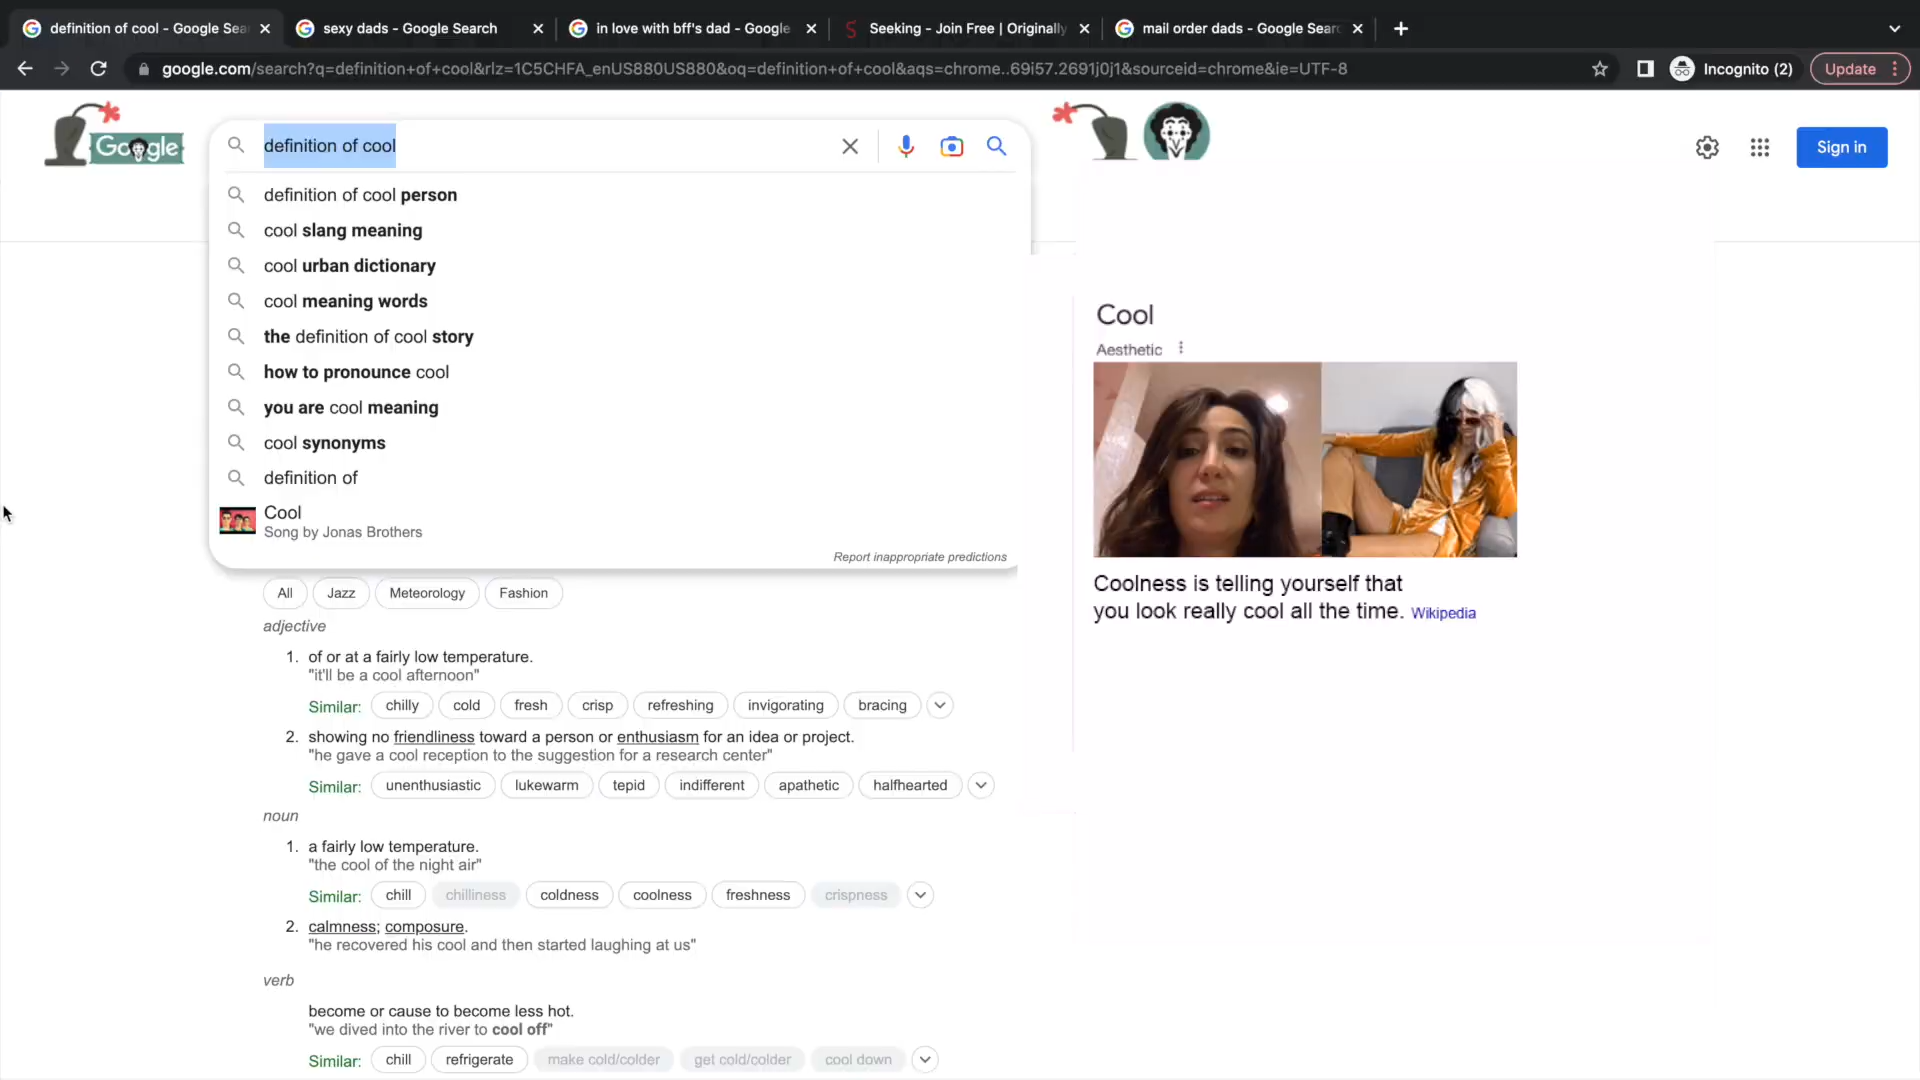 definition of cool - Google Sea
sexy dads - Google Search
in love with bff's dad - Google
Seeking - Join Free | Originally
mail order dads - Google Searc
google.com/search?q=definition+of+cool&rlz=1C5CHFA_enUS880US880&oq=definition+of+cool&aqs=chrome..69i57.2691j0j1&sourceid=chrome&ie=UTF-8
Incognito (2)
Update
Google
definition of cool
Sign in
definition of cool person
cool slang meaning
cool urban dictionary
cool meaning words
the definition of cool story
how to pronounce cool
you are cool meaning
cool synonyms
definition of
Cool
Song by Jonas Brothers
Report inappropriate predictions
Cool
Aesthetic
Coolness is telling yourself that
you look really cool all the time. Wikipedia
All Jazz Meteorology Fashion
adjective
1. of or at a fairly low temperature.
"it'll be a cool afternoon"
Similar: chilly cold fresh crisp refreshing invigorating bracing
2. showing no friendliness toward a person or enthusiasm for an idea or project.
"he gave a cool reception to the suggestion for a research center"
Similar: unenthusiastic lukewarm tepid indifferent apathetic halfhearted
noun
1. a fairly low temperature.
"the cool of the night air"
Similar: chill chilliness coldness coolness freshness crispness
2. calmness; composure.
"he recovered his cool and then started laughing at us"
verb
become or cause to become less hot.
"we dived into the river to cool off"
Similar: chill refrigerate make cold/colder get cold/colder cool down